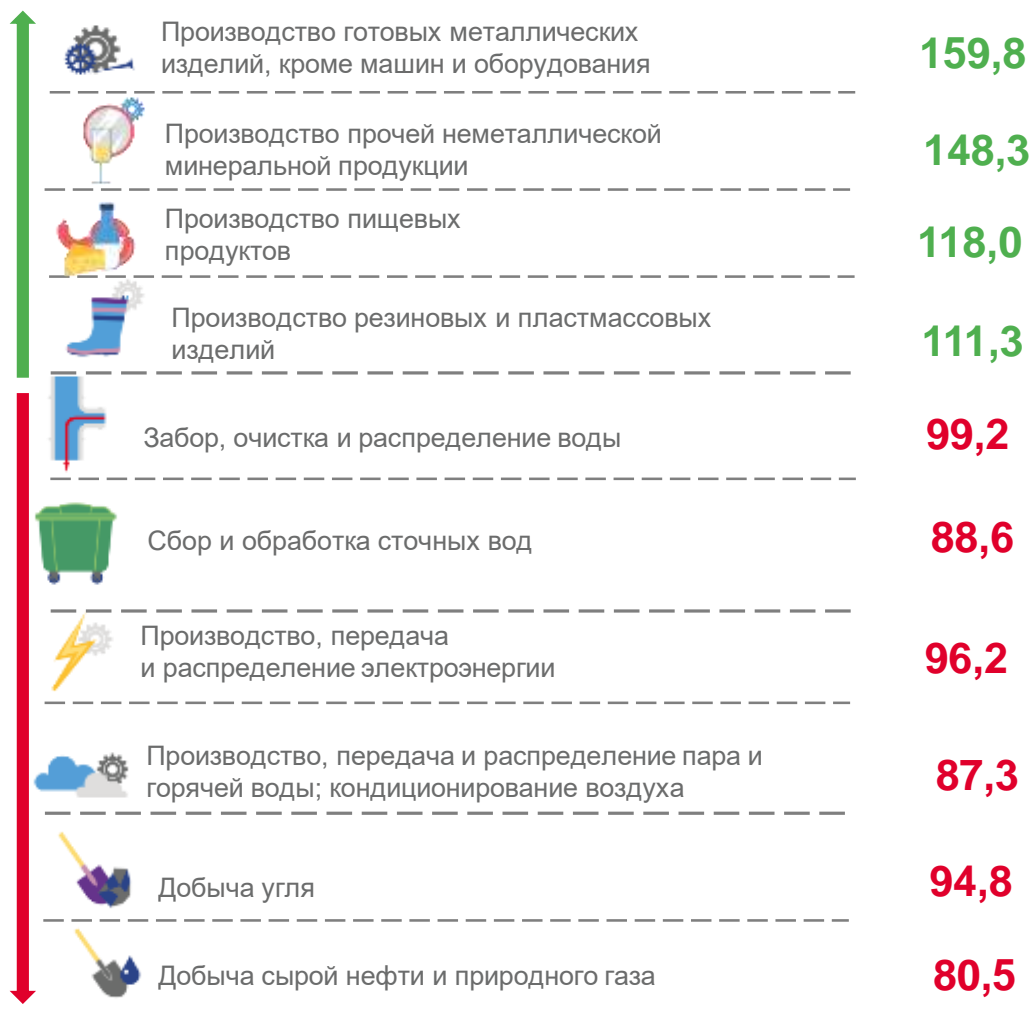 Производство готовых металлических
изделий, кроме машин и оборудования
159,8
Производство прочей неметаллической
минеральной продукции
148,3
Производство пищевых
продуктов
118,0
Производство резиновых и пластмассовых
изделий
111,3
Забор, очистка и распределение воды
99,2
Сбор и обработка сточных вод
88,6
Производство, передача
и распределение электроэнергии
96,2
Производство, передача и распределение пара и
горячей воды; кондиционирование воздуха
87,3
Добыча угля
94,8
Добыча сырой нефти и природного газа
80,5